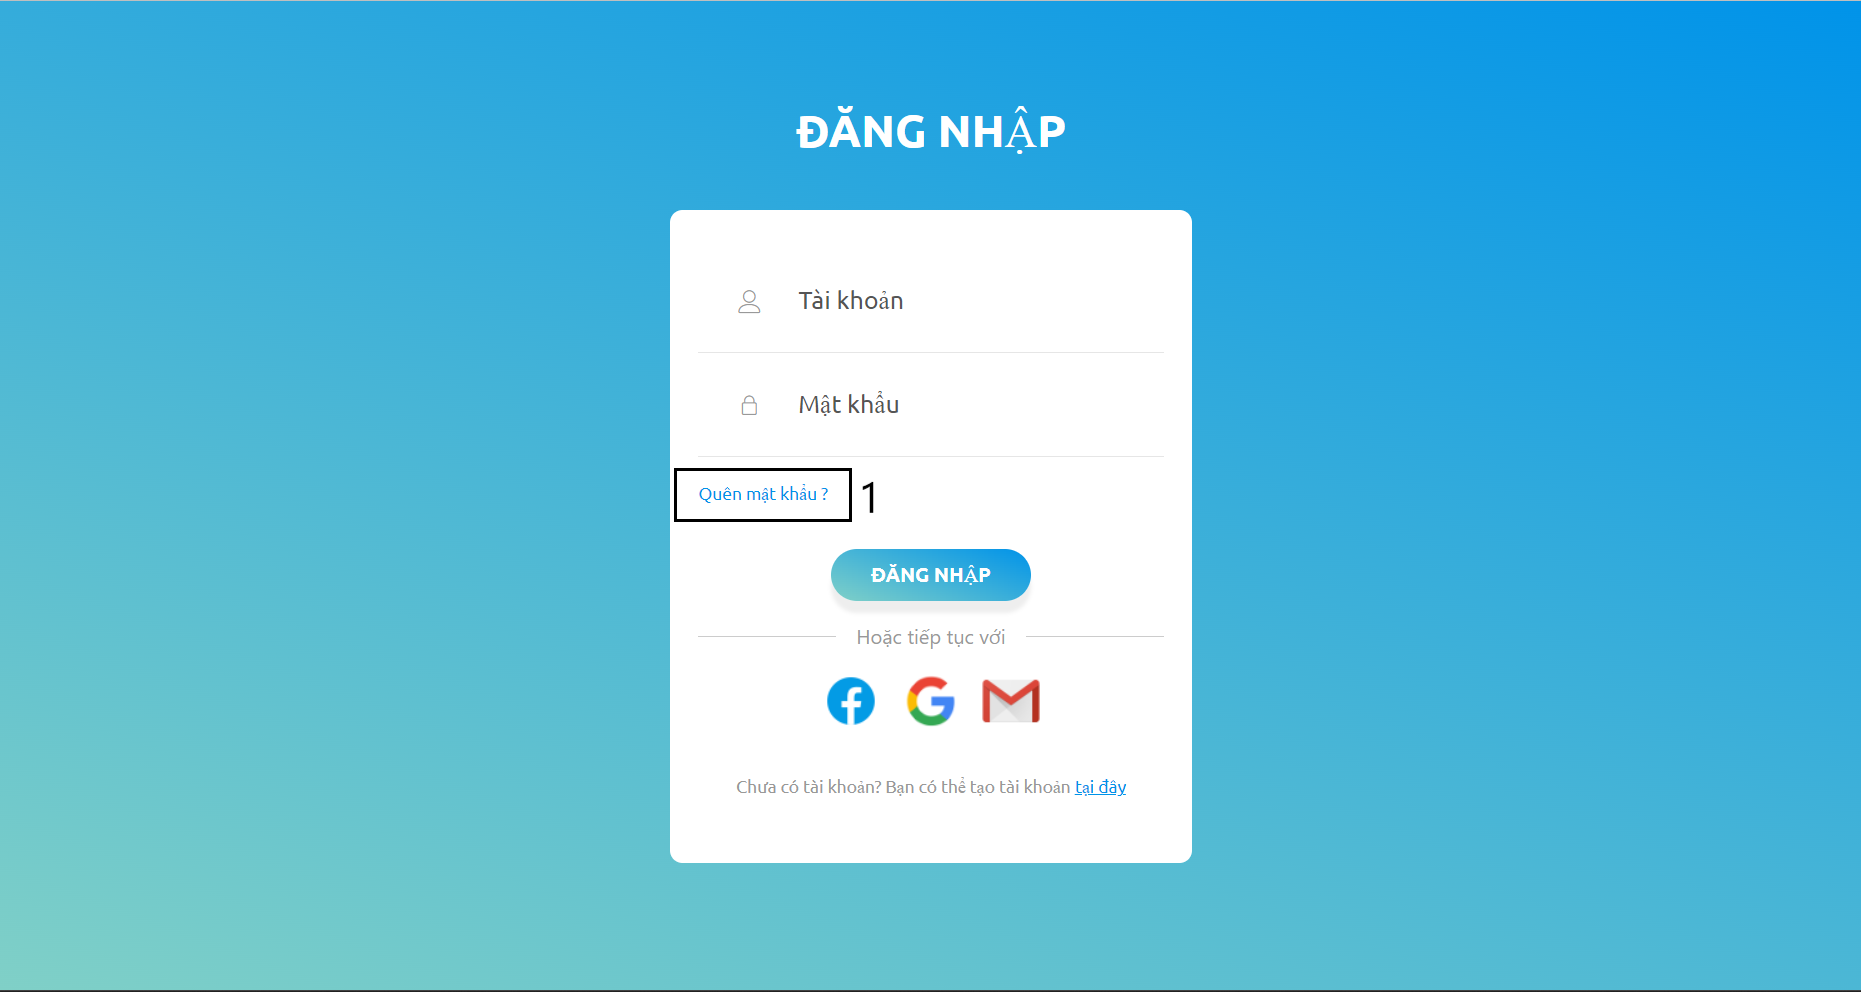 ĐĂNG NHẬP
Tài khoản
Mật khẩu
Quên mật khẩu ? 1
ĐĂNG NHẬP
Hoặc tiếp tục với
Chưa có tài khoản? Bạn có thể tạo tài khoản tại đây